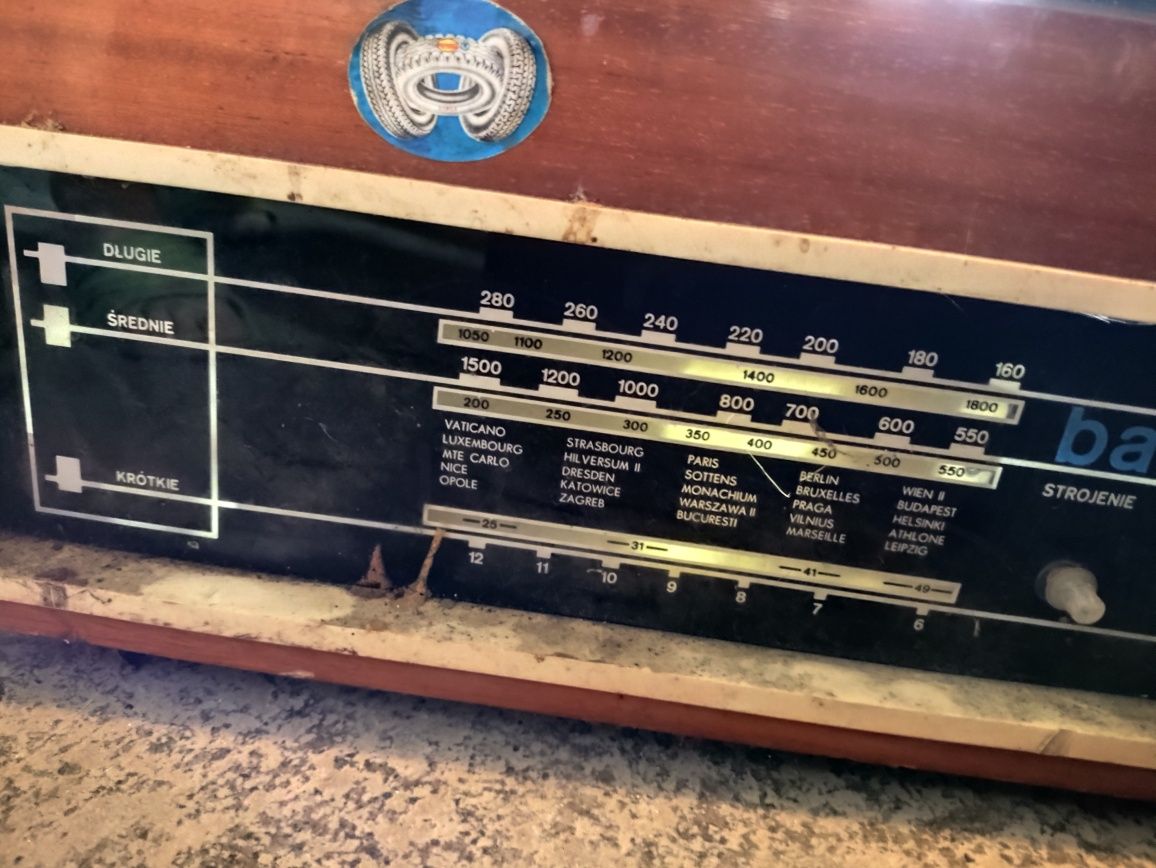 DŁUGIE
280 260 240 220 200 180 160
1050 1100 1200 1400 1600 1800
ŚREDNIE
1500 1200 1000 800 700 600 550
200 250 300 350 400 450 500 550
VATICANO
LUXEMBOURG
MTE CARLO
NICE
OPOLE
STRASBOURG
HILVERSUM II
DRESDEN
KATOWICE
ZAGREB
PARIS
SOTTENS
MONACHIUM
WARSZAWA II
BUCURESTI
BERLIN
BRUXELLES
PRAGA
VILNIUS
MARSEILLE
WIEN II
BUDAPEST
HELSINKI
ATHLONE
LEIPZIG
ba
STROJENIE
KRÓTKIE
25 31 41 49
12 11 10 9 8 7 6